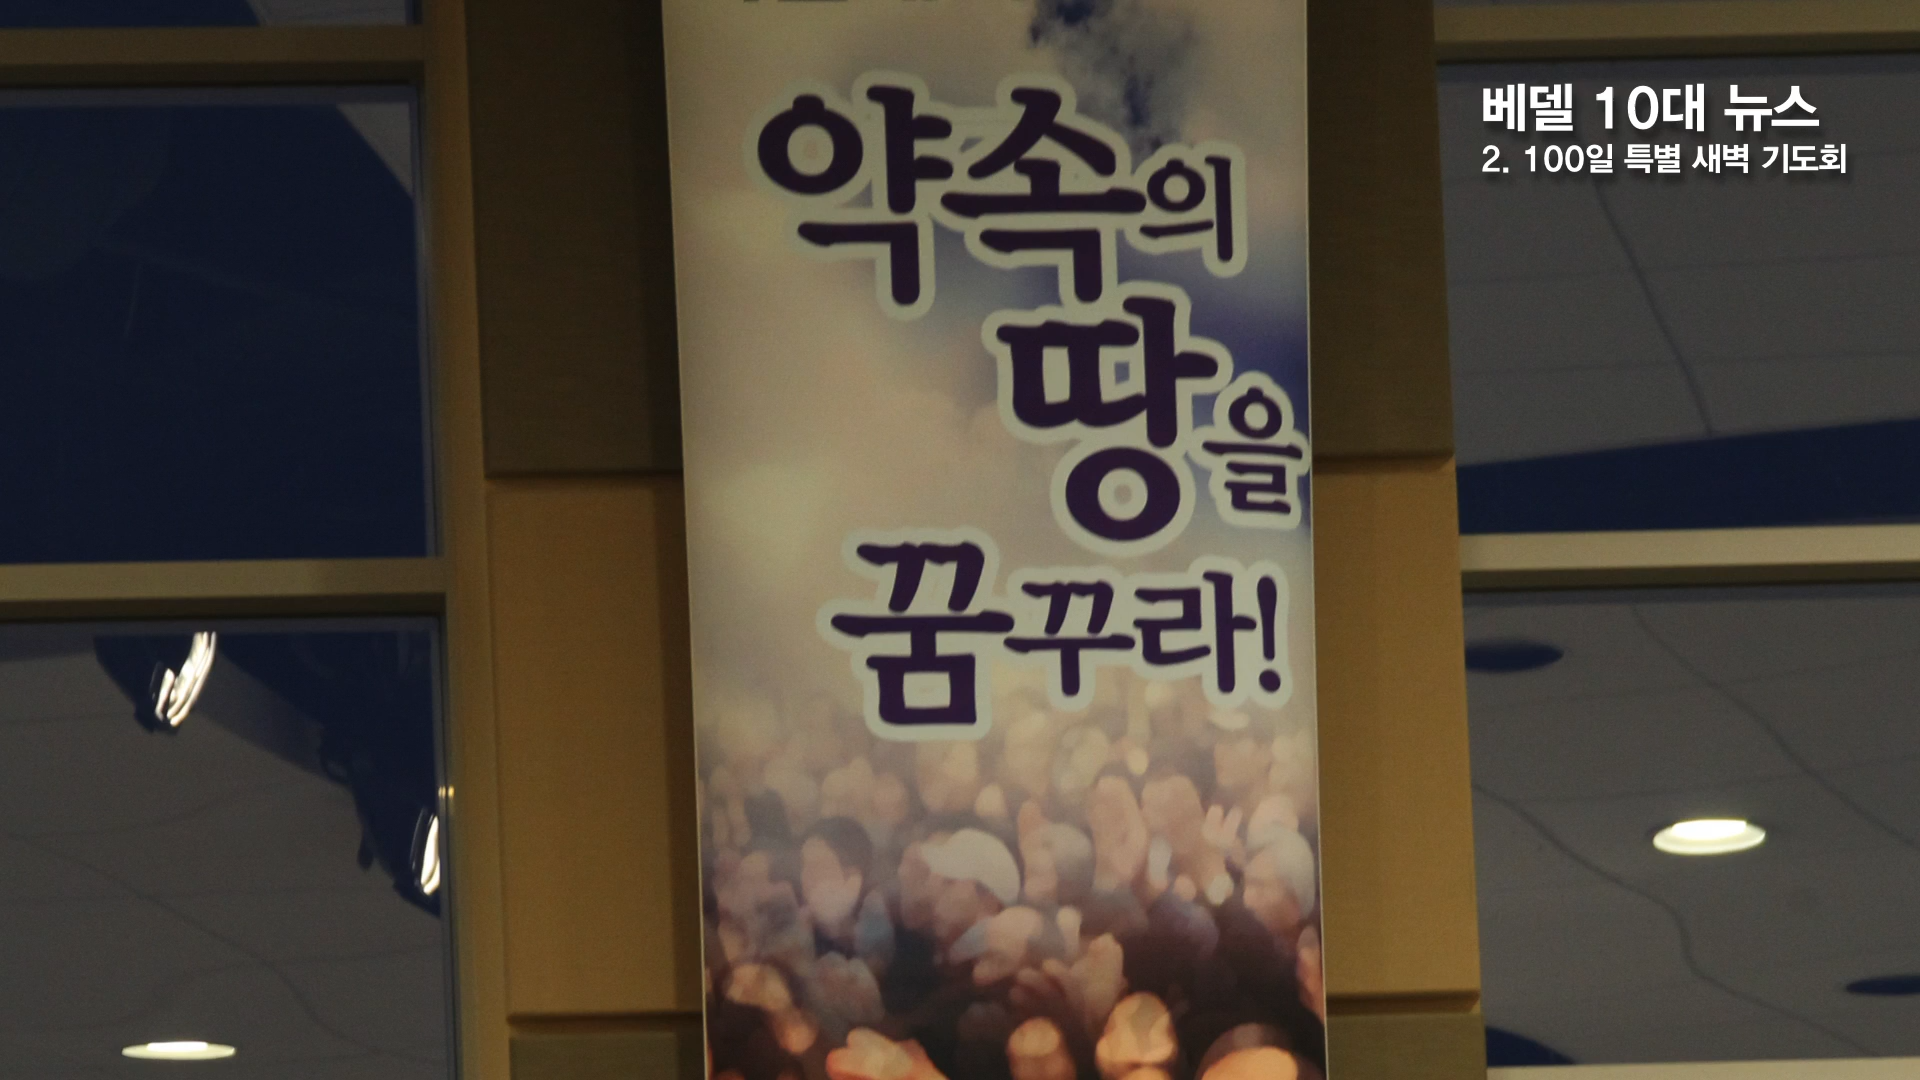 베델 10대 뉴스
2. 100일 특별 새벽 기도회
약속의
땅을
꿈꾸라!